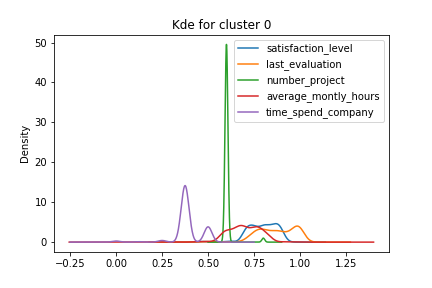 Kde for cluster 0
50
40
30
20
10
0
Density
satisfaction_level
last_evaluation
number_project
average_montly_hours
time_spend_company
−0.25 0.00 0.25 0.50 0.75 1.00 1.25